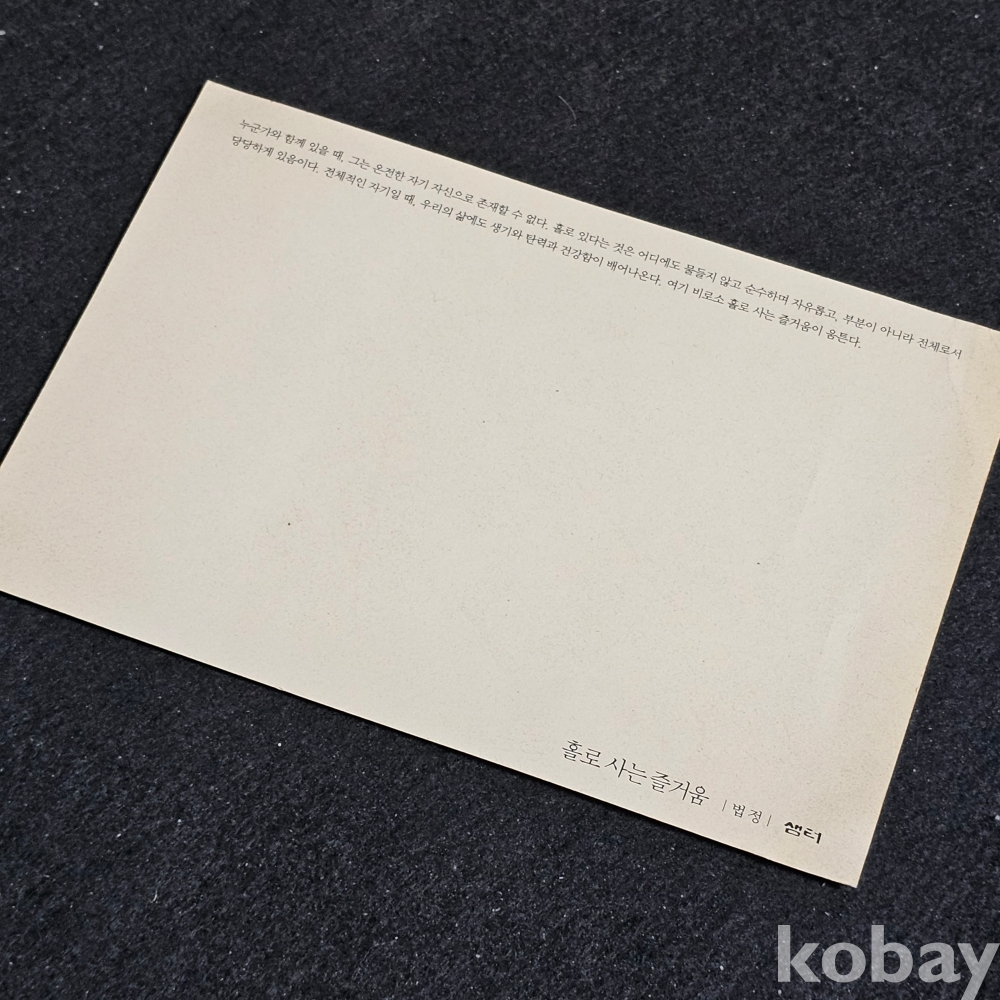 누군가와 함께 있을 때, 그는 온전한 자기 자신으로 존재할 수 없다. 홀로 있다는 것은 어디에도 물들지 않고 순수하며 자유롭고, 부분이 아니라 전체로서
당당하게 있음이다. 전체적인 자기일 때, 우리의 삶에도 생기와 탄력과 건강함이 배어나온다. 여기 비로소 홀로 사는 즐거움이 움튼다.
홀로 사는 즐거움 | 법정 | 샘터
kobay